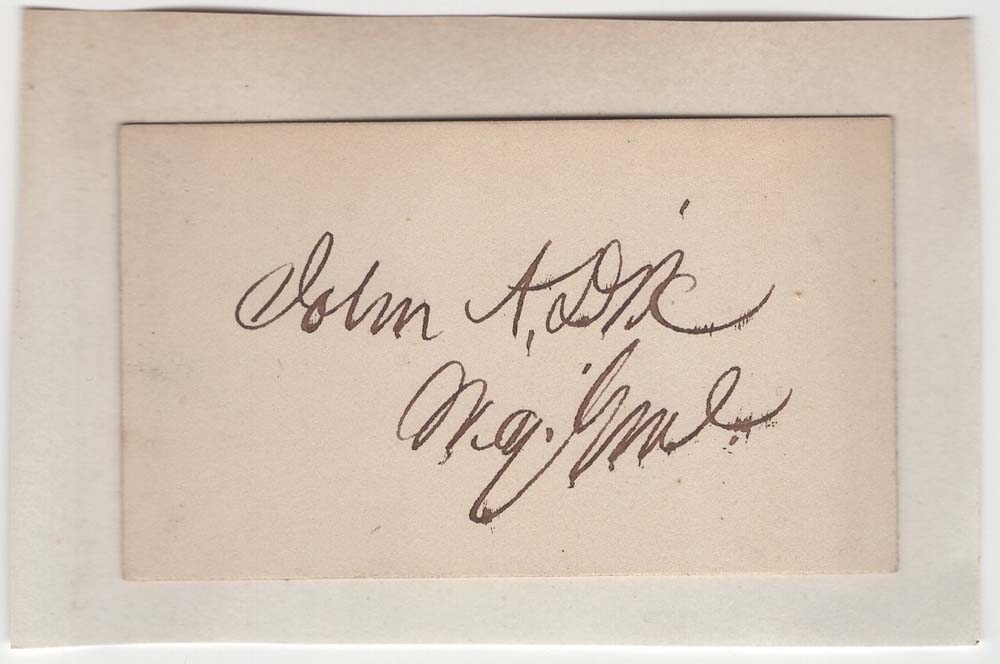 John A. Dix
Maj. Genl.